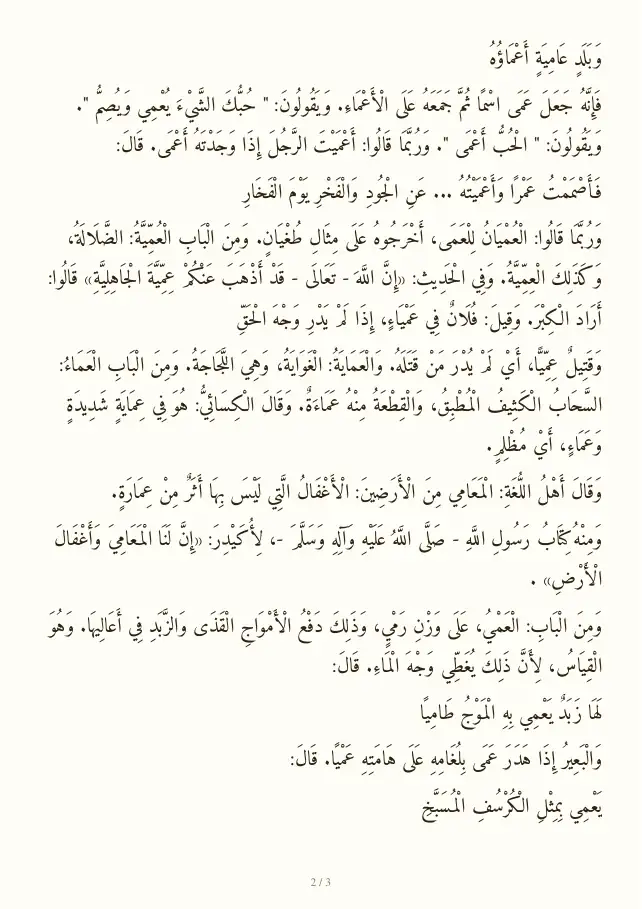 وَبَلَدٍ عَامِيَةٍ أَعْمَاؤُهُ
فَإِنَّهُ جَعَلَ عَمَى اسْمًا ثُمَّ جَمَعَهُ عَلَى الْأَعْمَاءِ. وَيَقُولُونَ: " حُبُّكَ الشَّيْءَ يُعْمِي وَيُصِمُّ ".
وَيَقُولُونَ: " الْحُبُّ أَعْمَى ". وَرُبَّمَا قَالُوا: أَعْمَيْتَ الرَّجُلَ إِذَا وَجَدْتَهُ أَعْمَى. قَالَ:
فَأَصْمَمْتُ عَمْرًا وَأَعْمَيْتُهُ ... عَنِ الْجُودِ وَالْفَخْرِ يَوْمَ الْفَخَارِ
وَرُبَّمَا قَالُوا: الْعُمْيَانُ لِلْعَمَى، أَخْرَجُوهُ عَلَى مِثَالِ طُغْيَانٍ. وَمِنَ الْبَابِ الْعُمِّيَّةُ: الضَّلَالَةُ،
وَكَذَلِكَ الْعِمِّيَّةُ. وَفِي الْحَدِيثِ: «إِنَّ اللَّهَ - تَعَالَى - قَدْ أَذْهَبَ عَنْكُمْ عِمِّيَّةَ الْجَاهِلِيَّةِ» قَالُوا:
أَرَادَ الْكِبْرَ. وَقِيلَ: فُلَانٌ فِي عَمْيَاءٍ، إِذَا لَمْ يَدْرِ وَجْهَ الْحَقِّ
وَقَتِيلٌ عِمِّيًّا، أَيْ لَمْ يُدْرَ مَنْ قَتَلَهُ. وَالْعَمَايَةُ: الْغَوَايَةُ، وَهِيَ اللَّجَاجَةُ. وَمِنَ الْبَابِ الْعَمَاءُ:
السَّحَابُ الْكَثِيفُ الْمُطْبِقُ، وَالْقِطْعَةُ مِنْهُ عَمَاءَةٌ. وَقَالَ الْكِسَائِيُّ: هُوَ فِي عِمَايَةٍ شَدِيدَةٍ
وَعَمَاءٍ، أَيْ مُظْلِمٍ.
وَقَالَ أَهْلُ اللُّغَةِ: الْمَعَامِي مِنَ الْأَرَضِينَ: الْأَغْفَالُ الَّتِي لَيْسَ بِهَا أَثَرٌ مِنْ عِمَارَةٍ.
وَمِنْهُ كِتَابُ رَسُولِ اللَّهِ - صَلَّى اللَّهُ عَلَيْهِ وَآلِهِ وَسَلَّمَ -، لِأُكَيْدِرَ: «إِنَّ لَنَا الْمَعَامِيَ وَأَغْفَالَ
الْأَرْضِ» .
وَمِنَ الْبَابِ: الْعَمْيُ، عَلَى وَزْنِ رَمْيٍ، وَذَلِكَ دَفْعُ الْأَمْوَاجِ الْقَذَى وَالزَّبَدِ فِي أَعَالِيهَا. وَهُوَ
الْقِيَاسُ، لِأَنَّ ذَلِكَ يُغَطِّي وَجْهَ الْمَاءِ. قَالَ:
لَهَا زَبَدٌ يَعْمِي بِهِ الْمَوْجُ طَامِيًا
وَالْبَعِيرُ إِذَا هَدَرَ عَمَى بِلُغَامِهِ عَلَى هَامَتِهِ عَمْيًا. قَالَ:
يَعْمِي بِمِثْلِ الْكُرْسُفِ الْمُسَبَّخِ
2 / 3